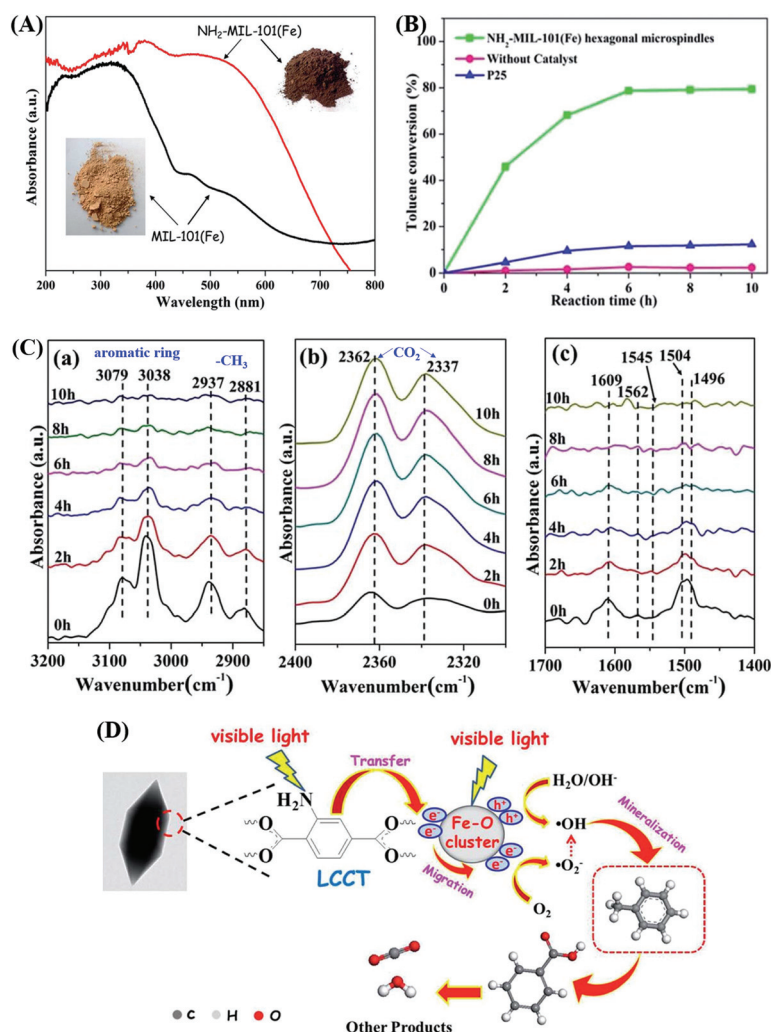 (A)
NH2-MIL-101(Fe)
MIL-101(Fe)
Absorbance (a.u.)
200 300 400 500 600 700 800
Wavelength (nm)
(B)
NH2-MIL-101(Fe) hexagonal microspindles
Without Catalyst
P25
Toluene conversion (%)
100
80
60
40
20
0
0 2 4 6 8 10
Reaction time (h)
(C)
(a)
aromatic ring
-CH3
3079 3038 2937 2881
10h
8h
6h
4h
2h
0h
Absorbance (a.u.)
3200 3100 3000 2900
Wavenumber(cm-1)
(b)
CO2
2362 2337
10h
8h
6h
4h
2h
0h
Absorbance (a.u.)
2400 2360 2320
Wavenumber(cm-1)
(c)
1545 1504
1609 1562 1496
10h
8h
6h
4h
2h
0h
Absorbance (a.u.)
1700 1600 1500 1400
Wavenumber(cm-1)
(D)
visible light
visible light
Transfer
H2N
O O
O O
LCCT
Migration
e- e-
h+ h+
e- e-
Fe-O
cluster
H2O/OH-
•OH
•O2-
O2
Mineralization
Other Products
C H O